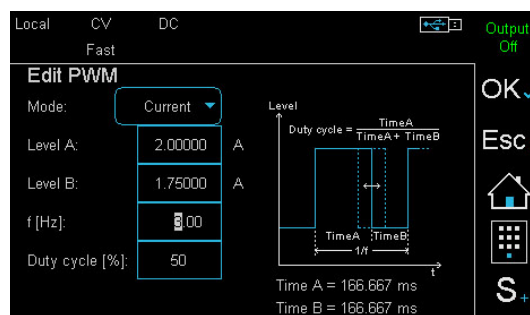 Local CV DC Output
Fast Off
Edit PWM
OK
Mode: Current
Level
Duty cycle = TimeA / TimeA + TimeB
Level A: 2.00000 A
Esc
Level B: 1.75000 A
f [Hz]: 3.00
TimeA TimeB
1/f
Duty cycle [%]: 50
t
Time A = 166.667 ms
Time B = 166.667 ms
S+